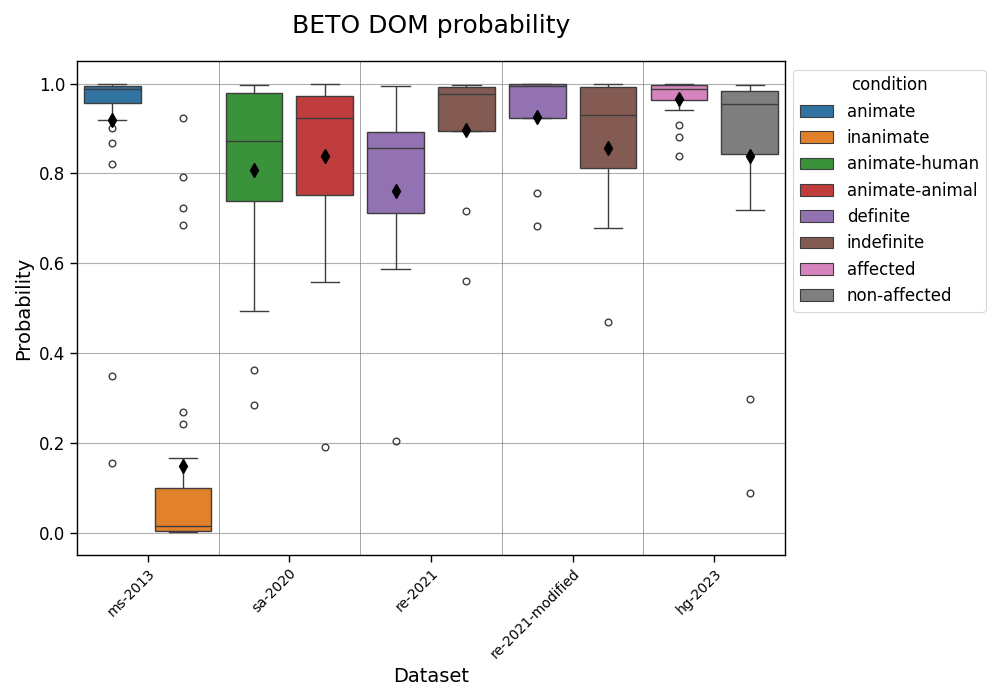 BETO DOM probability
Probability
1.0
0.8
0.6
0.4
0.2
0.0
ms-2013
sa-2020
re-2021
re-2021-modified
hg-2023
Dataset
condition
animate
inanimate
animate-human
animate-animal
definite
indefinite
affected
non-affected